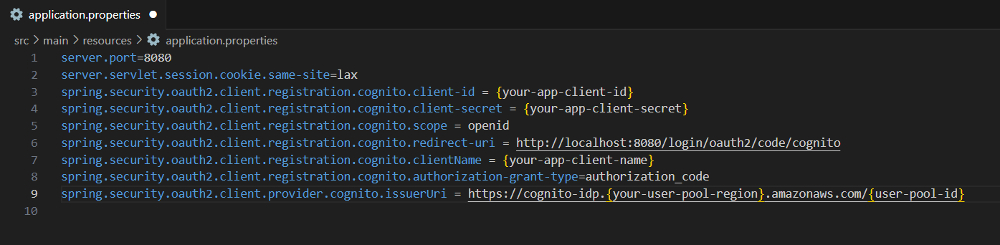 application.properties
src > main > resources > application.properties
1 server.port=8080
2 server.servlet.session.cookie.same-site=lax
3 spring.security.oauth2.client.registration.cognito.client-id = {your-app-client-id}
4 spring.security.oauth2.client.registration.cognito.client-secret = {your-app-client-secret}
5 spring.security.oauth2.client.registration.cognito.scope = openid
6 spring.security.oauth2.client.registration.cognito.redirect-uri = http://localhost:8080/login/oauth2/code/cognito
7 spring.security.oauth2.client.registration.cognito.clientName = {your-app-client-name}
8 spring.security.oauth2.client.registration.cognito.authorization-grant-type=authorization_code
9 spring.security.oauth2.client.provider.cognito.issuerUri = https://cognito-idp.{your-user-pool-region}.amazonaws.com/{user-pool-id}
10